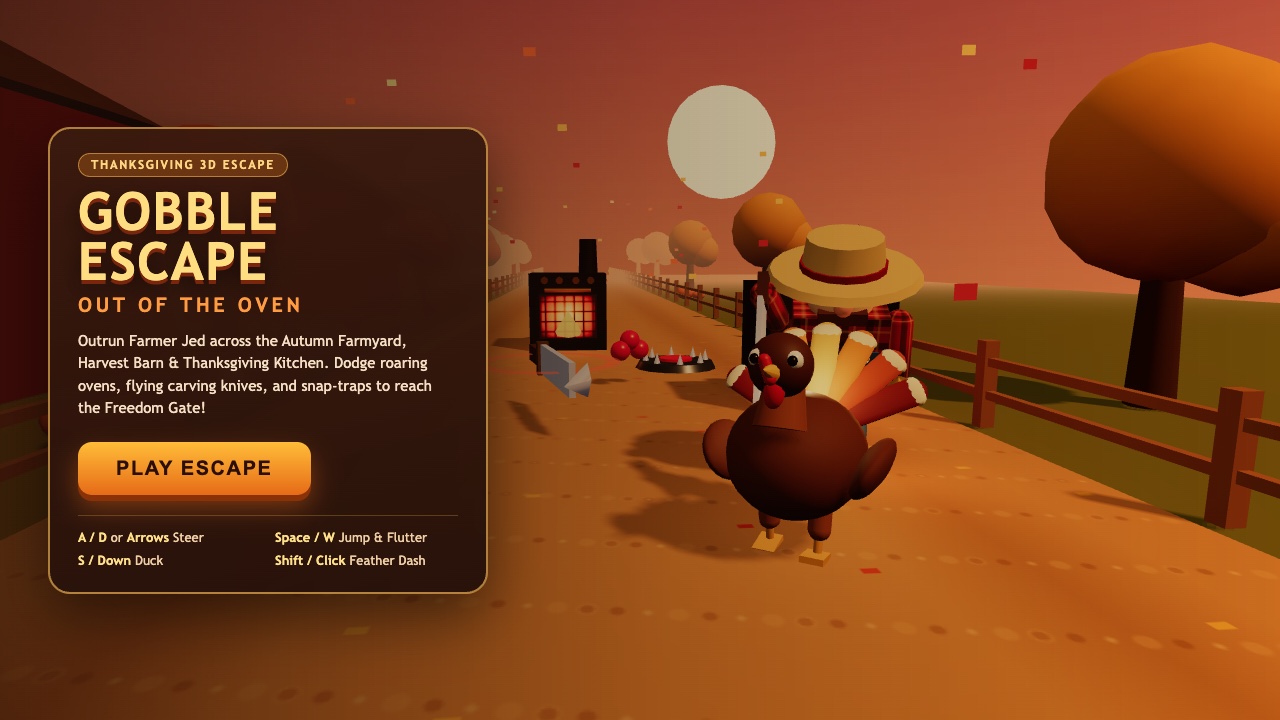 THANKSGIVING 3D ESCAPE
GOBBLE
ESCAPE
OUT OF THE OVEN
Outrun Farmer Jed across the Autumn Farmyard,
Harvest Barn & Thanksgiving Kitchen. Dodge roaring
ovens, flying carving knives, and snap-traps to reach
the Freedom Gate!
PLAY ESCAPE
A / D or Arrows Steer
Space / W Jump & Flutter
S / Down Duck
Shift / Click Feather Dash